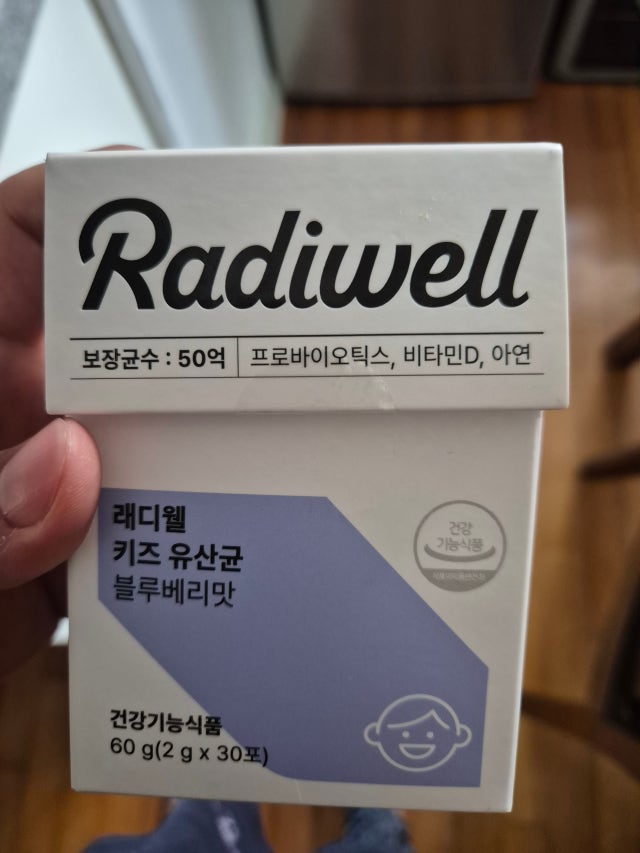 Radiwell
보장균수 : 50억
프로바이오틱스, 비타민D, 아연
래디웰
키즈 유산균
블루베리맛
건강
기능식품
건강기능식품
60 g(2 g x 30포)